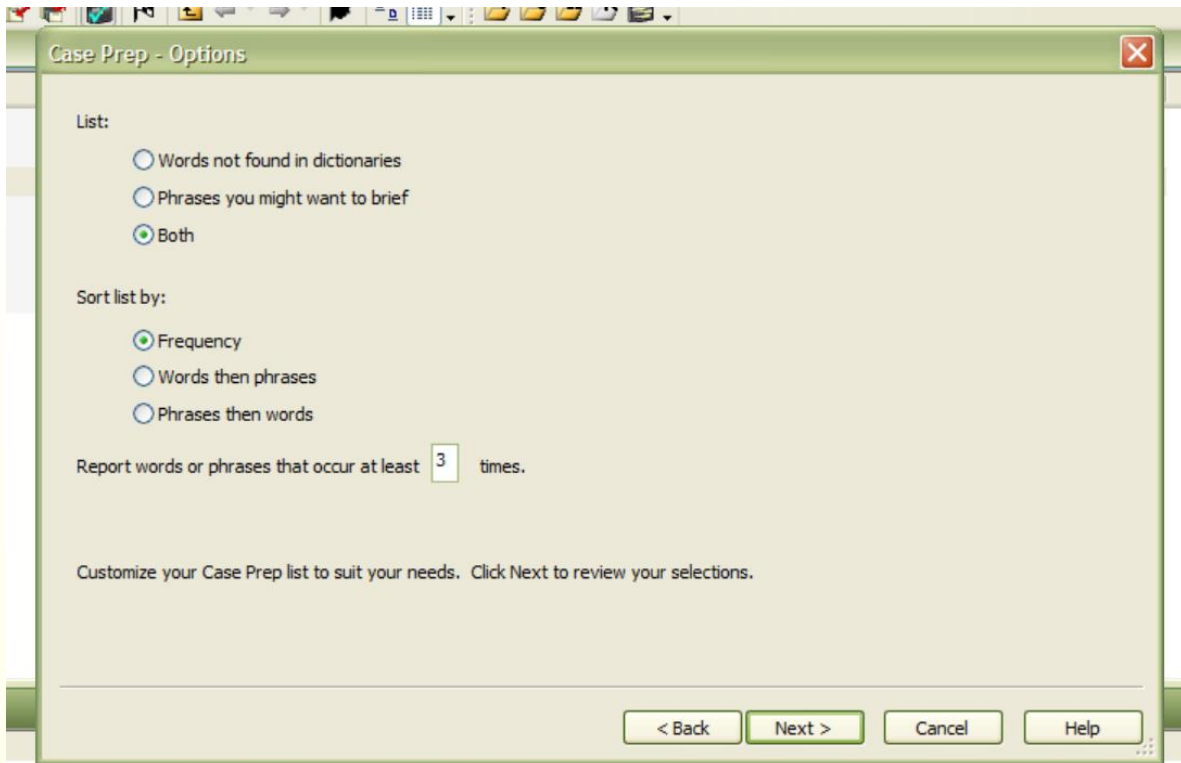 Case Prep - Options
List:
Words not found in dictionaries
Phrases you might want to brief
Both
Sort list by:
Frequency
Words then phrases
Phrases then words
Report words or phrases that occur at least 3 times.
Customize your Case Prep list to suit your needs. Click Next to review your selections.
< Back Next > Cancel Help